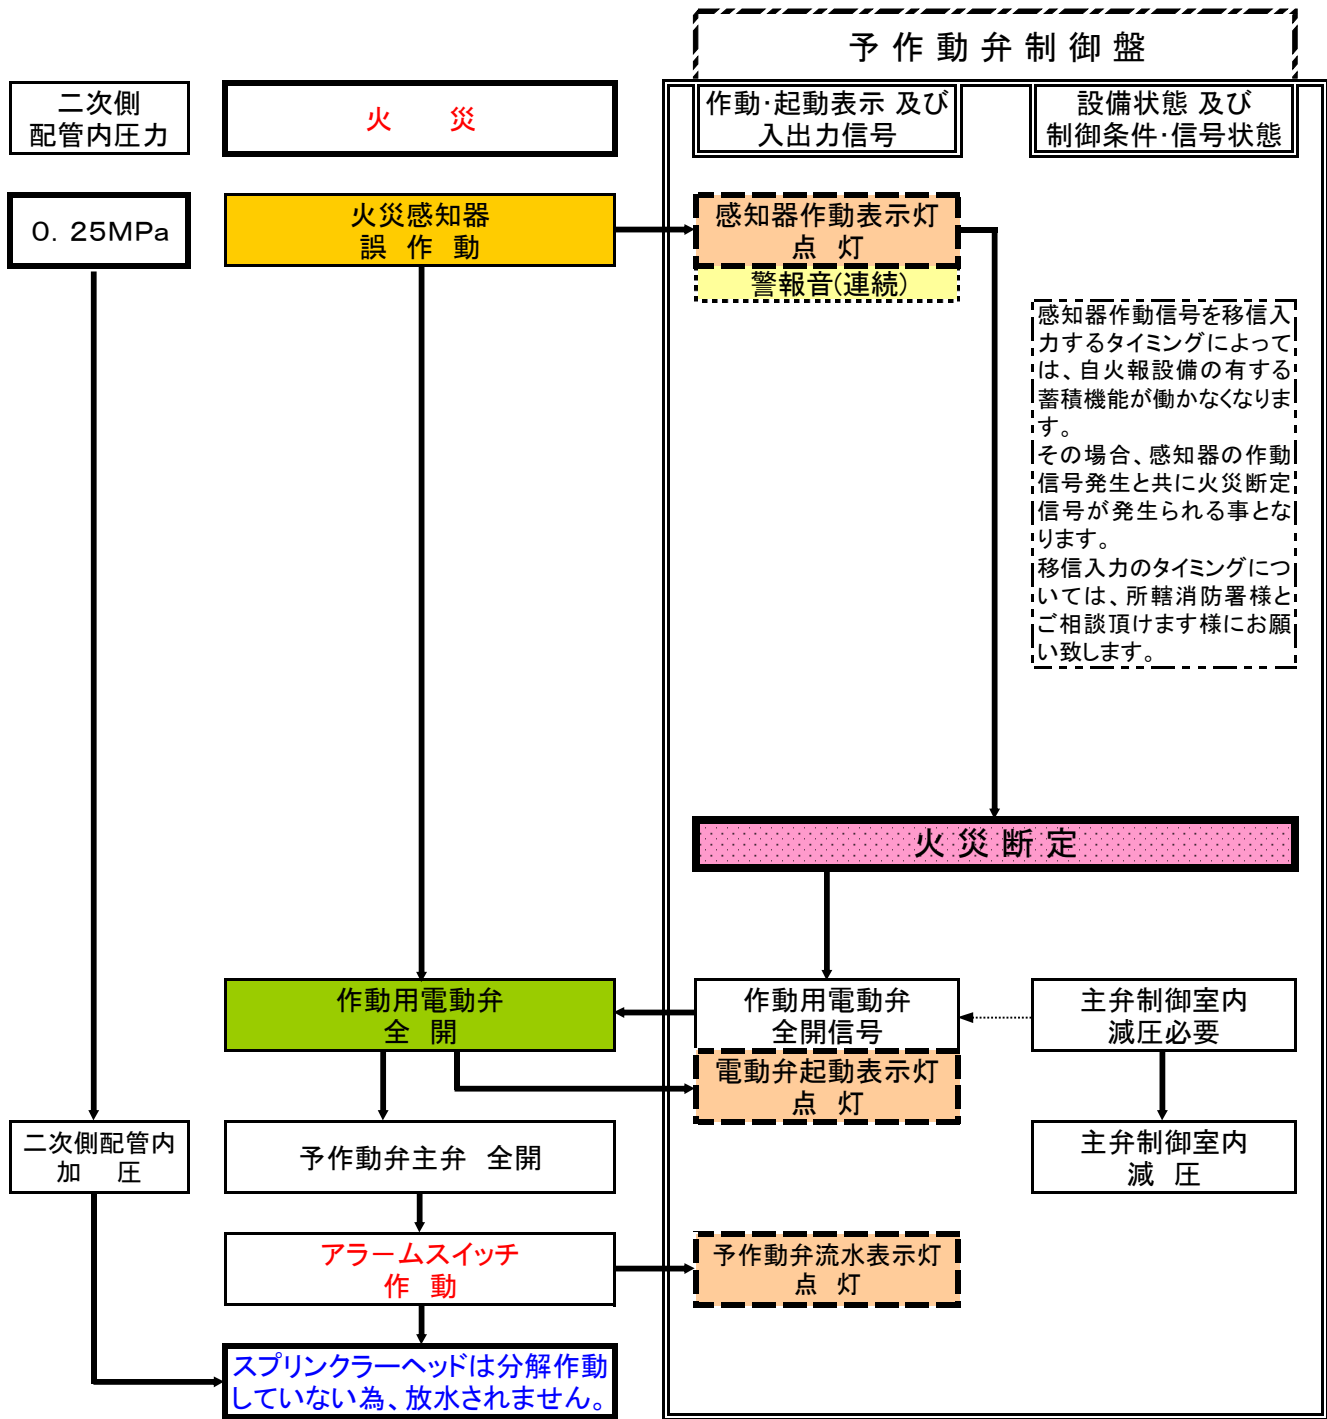 予 作 動 弁 制 御 盤
二次側
配管内圧力
火 災
作動・起動表示 及び
入出力信号
設備状態 及び
制御条件・信号状態
0．25MPa
火災感知器
誤 作 動
感知器作動表示灯
点 灯
警報音(連続)
感知器作動信号を移信入
力するタイミングによって
は、自火報設備の有する
蓄積機能が働かなくなりま
す。
その場合、感知器の作動
信号発生と共に火災断定
信号が発生られる事とな
ります。
移信入力のタイミングにつ
いては、所轄消防署様と
ご相談頂けます様にお願
い致します。
火 災 断 定
作動用電動弁
全 開
作動用電動弁
全開信号
主弁制御室内
減圧必要
電動弁起動表示灯
点 灯
二次側配管内
加 圧
予作動弁主弁 全開
主弁制御室内
減 圧
アラームスイッチ
作 動
予作動弁流水表示灯
点 灯
スプリンクラーヘッドは分解作動
していない為、放水されません。